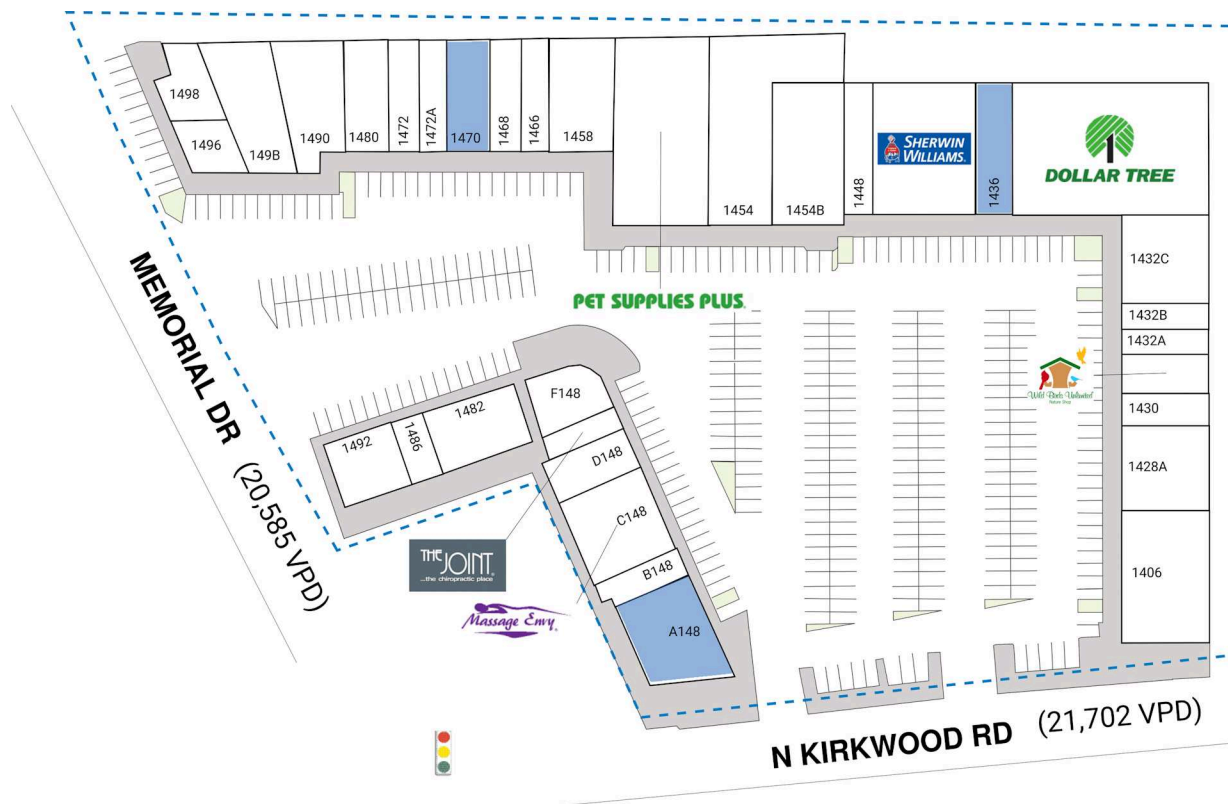 1498
1496
149B
1490
1480
1472
1472A
1470
1468
1466
1458
1454
1454B
1448
SHERWIN
WILLIAMS.
1436
DOLLAR TREE
1432C
1432B
1432A
Wild Birds Unlimited
Nature Shop
1430
1428A
1406
PET SUPPLIES PLUS.
MEMORIAL DR (20,585 VPD)
1492
1486
1482
F148
D148
C148
B148
A148
THE JOINT
...the chiropractic place
Massage Envy
N KIRKWOOD RD (21,702 VPD)